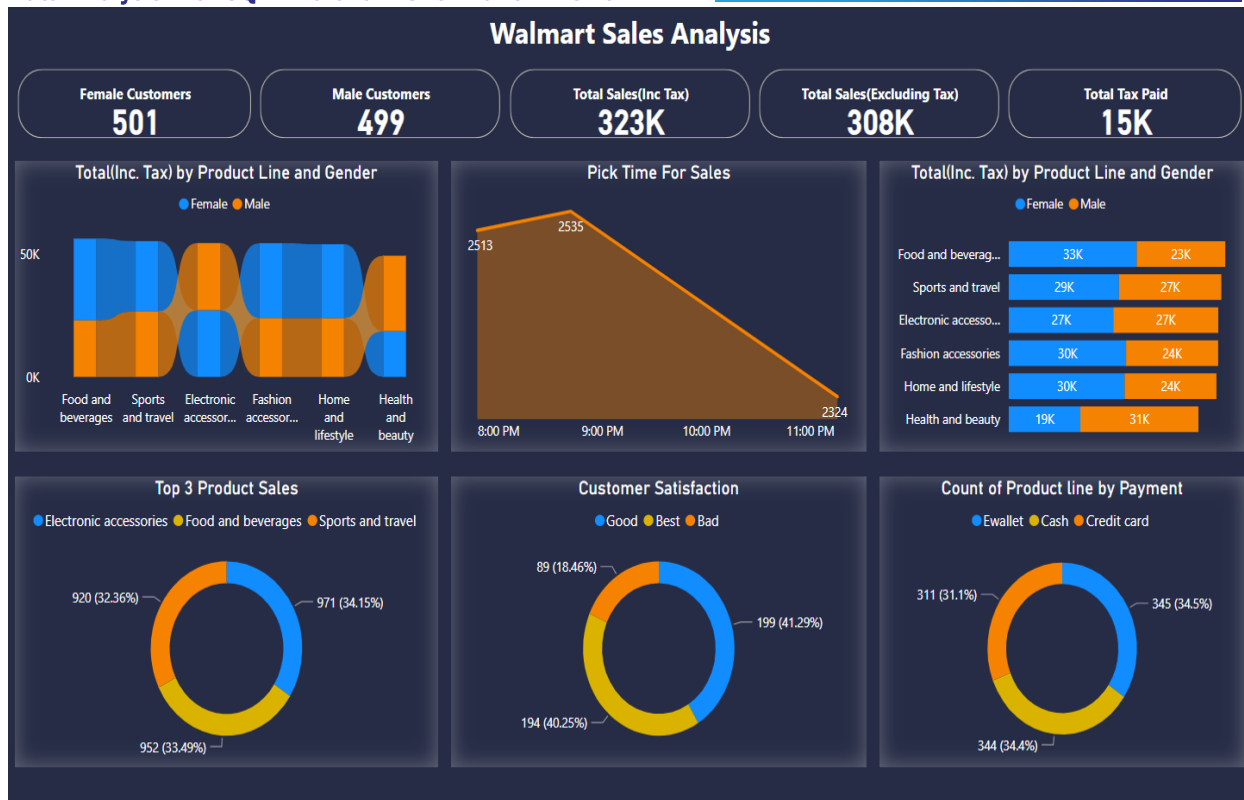 Walmart Sales Analysis
Female Customers
501
Male Customers
499
Total Sales(Inc Tax)
323K
Total Sales(Excluding Tax)
308K
Total Tax Paid
15K
Total(Inc. Tax) by Product Line and Gender
Female Male
50K
0K
Food and
beverages
Sports
and travel
Electronic
accessor...
Fashion
accessor...
Home
and
lifestyle
Health
and
beauty
Pick Time For Sales
2513
2535
2324
8:00 PM 9:00 PM 10:00 PM 11:00 PM
Total(Inc. Tax) by Product Line and Gender
Female Male
Food and beverag... 33K 23K
Sports and travel 29K 27K
Electronic accesso... 27K 27K
Fashion accessories 30K 24K
Home and lifestyle 30K 24K
Health and beauty 19K 31K
Top 3 Product Sales
Electronic accessories Food and beverages Sports and travel
920 (32.36%)
971 (34.15%)
952 (33.49%)
Customer Satisfaction
Good Best Bad
89 (18.46%)
199 (41.29%)
194 (40.25%)
Count of Product line by Payment
Ewallet Cash Credit card
311 (31.1%)
345 (34.5%)
344 (34.4%)